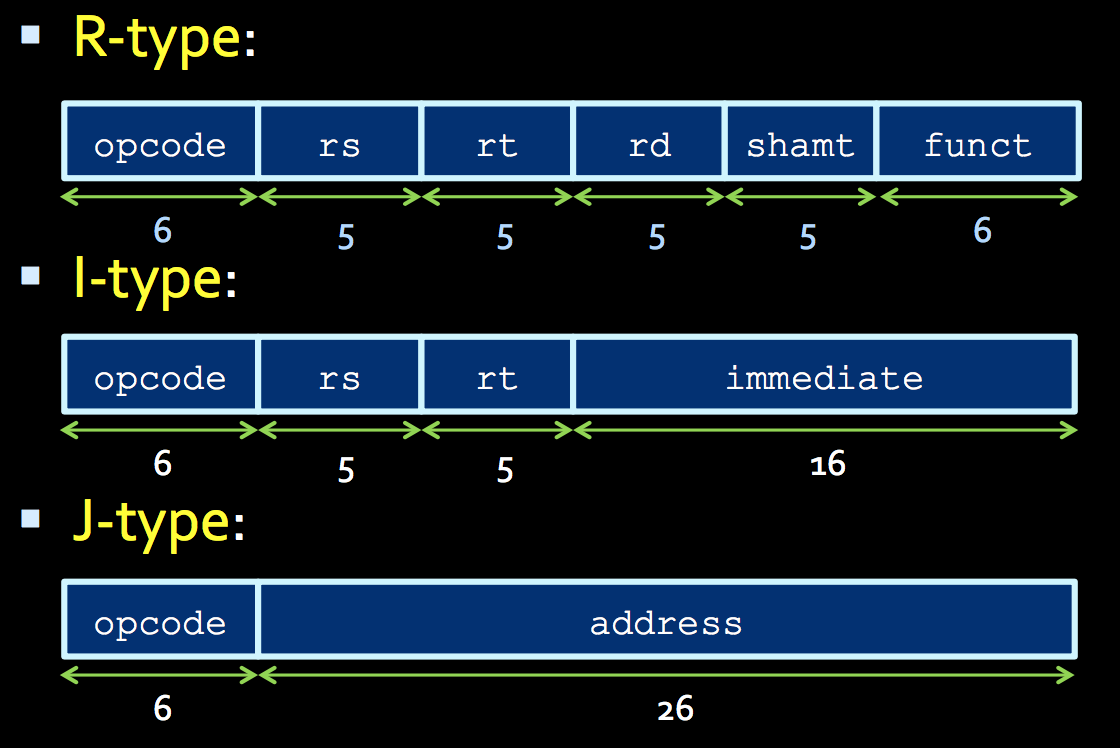 R-type:
opcode rs rt rd shamt funct
6 5 5 5 5 6
I-type:
opcode rs rt immediate
6 5 5 16
J-type:
opcode address
6 26